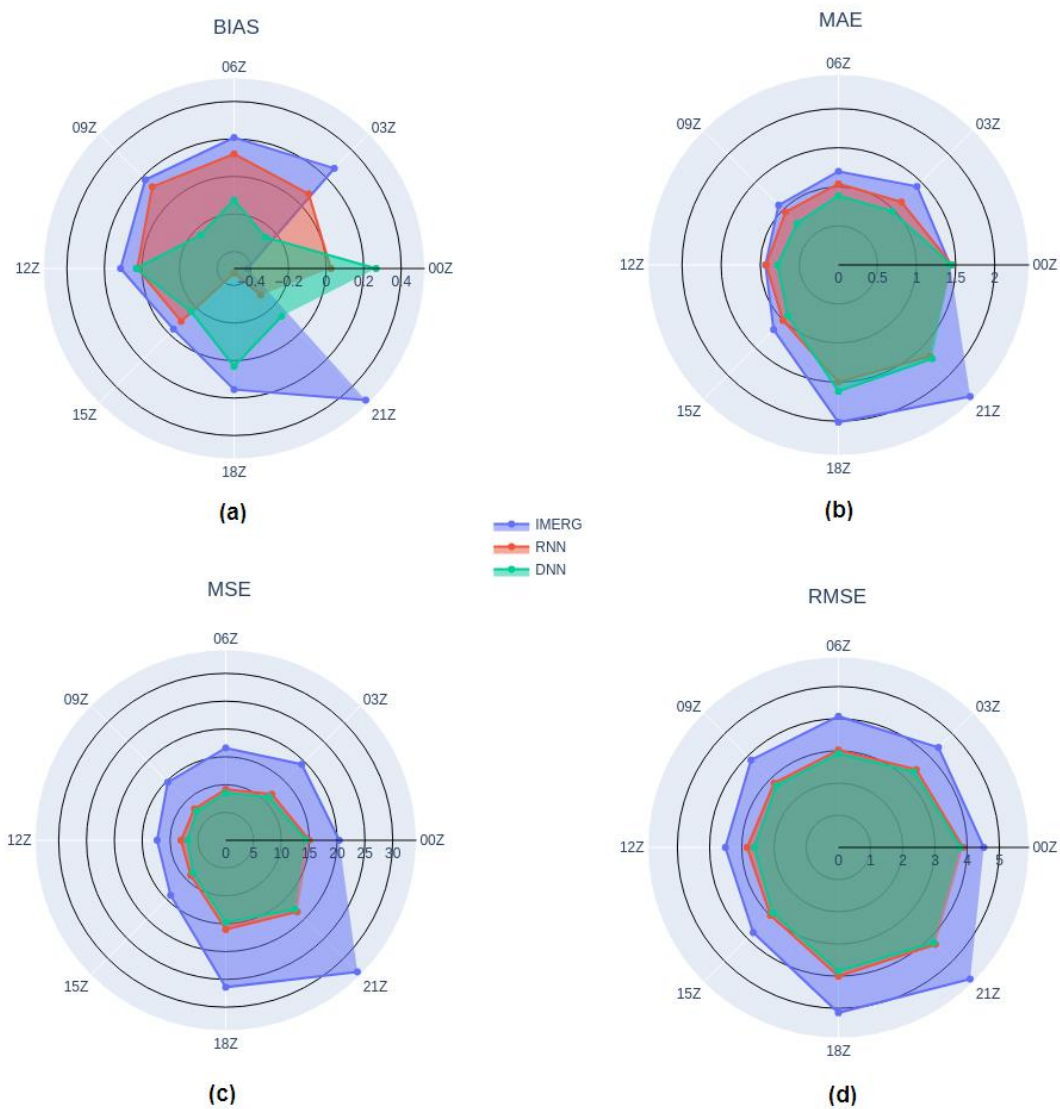 BIAS
06Z
03Z
00Z
21Z
18Z
15Z
12Z
09Z
−0.4
−0.2
0
0.2
0.4
(a)
MAE
06Z
03Z
00Z
21Z
18Z
15Z
12Z
09Z
0
0.5
1
1.5
2
(b)
IMERG
RNN
DNN
MSE
06Z
03Z
00Z
21Z
18Z
15Z
12Z
09Z
0
5
10
15
20
25
30
(c)
RMSE
06Z
03Z
00Z
21Z
18Z
15Z
12Z
09Z
0
1
2
3
4
5
(d)